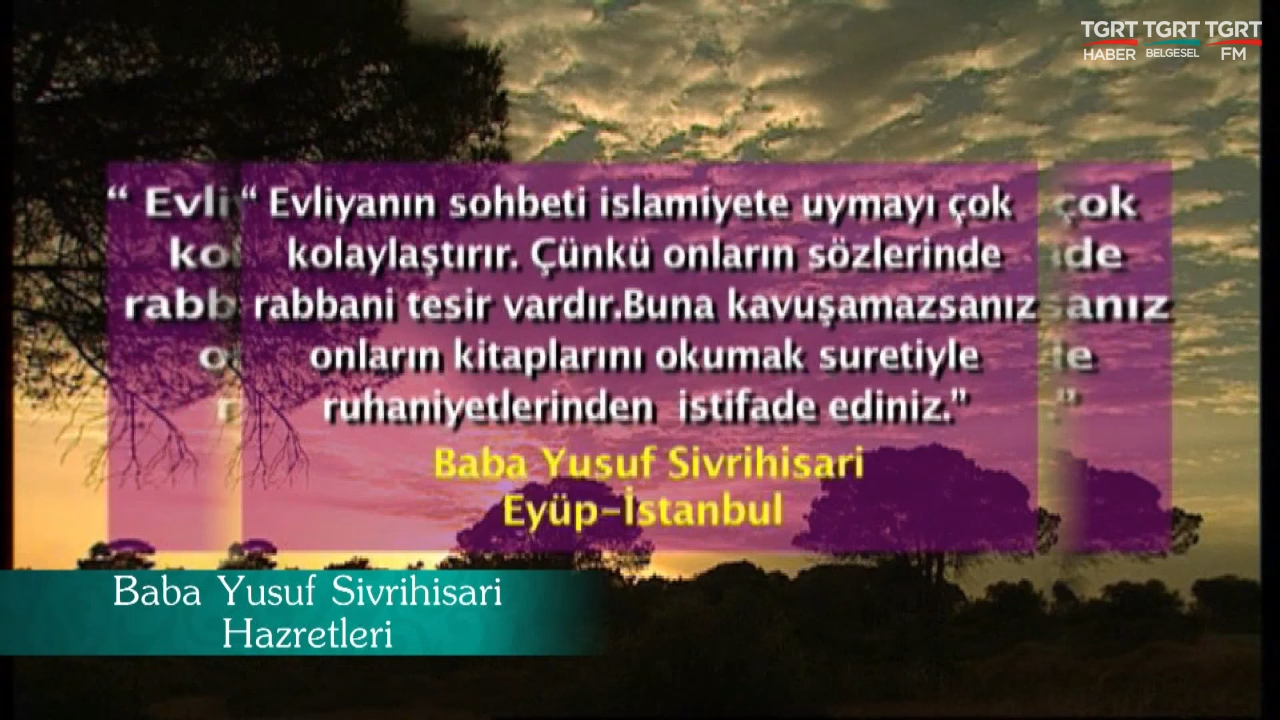 TGRT TGRT TGRT
HABER BELGESEL FM
“ Evliyanın sohbeti islamiyete uymayı çok
kolaylaştırır. Çünkü onların sözlerinde
rabbani tesir vardır.Buna kavuşamazsanız
onların kitaplarını okumak suretiyle
ruhaniyetlerinden istifade ediniz.”
Baba Yusuf Sivrihisari
Eyüp-İstanbul
Baba Yusuf Sivrihisari
Hazretleri